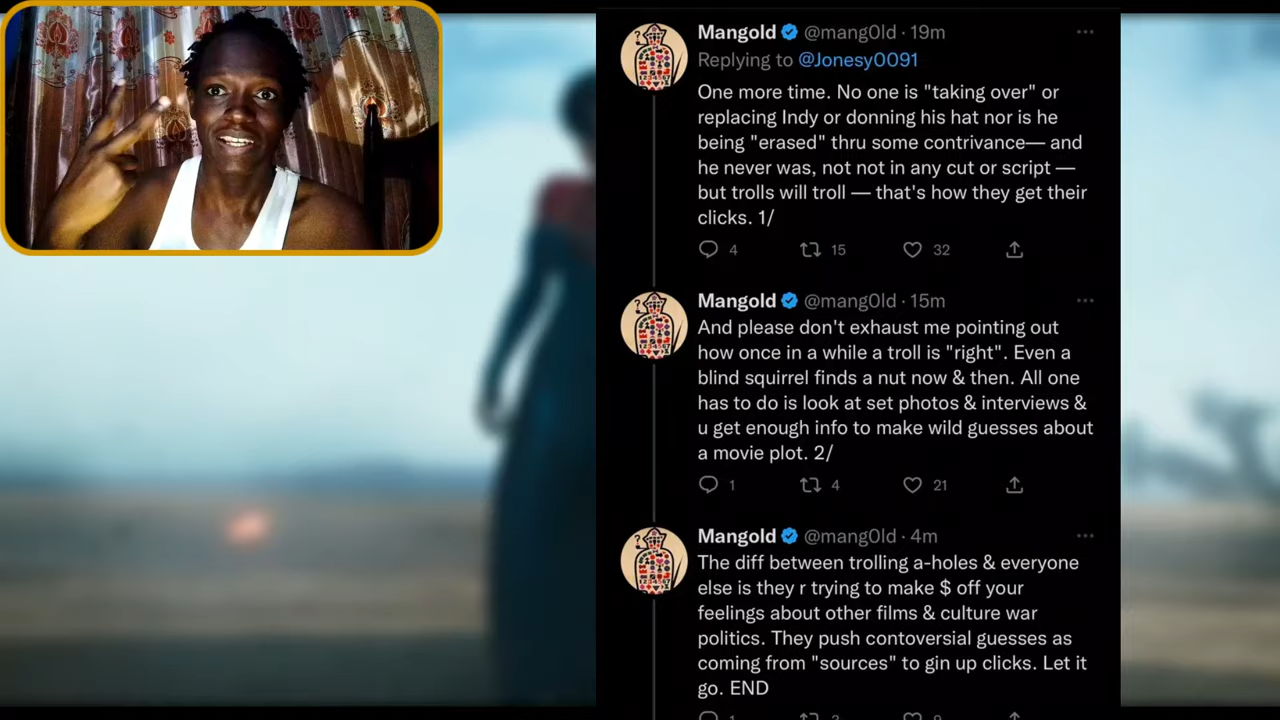 Mangold @mang0ld · 19m
Replying to @Jonesy0091
One more time. No one is "taking over" or
replacing Indy or donning his hat nor is he
being "erased" thru some contrivance— and
he never was, not not in any cut or script —
but trolls will troll — that's how they get their
clicks. 1/
4 15 32
Mangold @mang0ld · 15m
And please don't exhaust me pointing out
how once in a while a troll is "right". Even a
blind squirrel finds a nut now & then. All one
has to do is look at set photos & interviews &
u get enough info to make wild guesses about
a movie plot. 2/
1 4 21
Mangold @mang0ld · 4m
The diff between trolling a-holes & everyone
else is they r trying to make $ off your
feelings about other films & culture war
politics. They push contoversial guesses as
coming from "sources" to gin up clicks. Let it
go. END